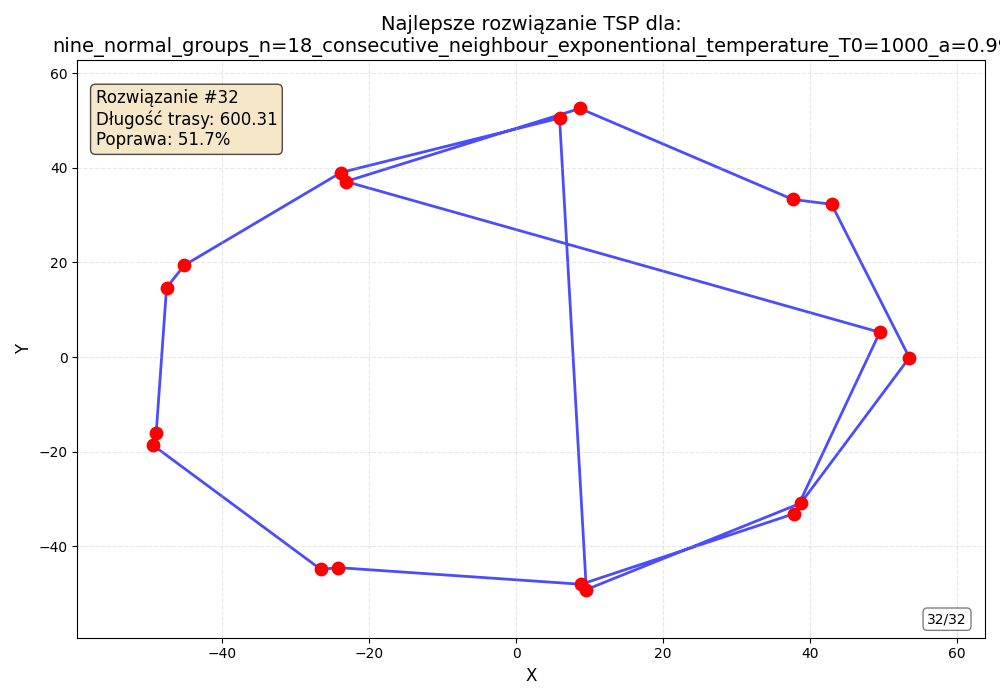 Najlepsze rozwiązanie TSP dla:
nine_normal_groups_n=18_consecutive_neighbour_exponentional_temperature_T0=1000_a=0.99
Rozwiązanie #32
Długość trasy: 600.31
Poprawa: 51.7%
60
40
20
0
−20
−40
Y
32/32
−40
−20
0
20
40
60
X